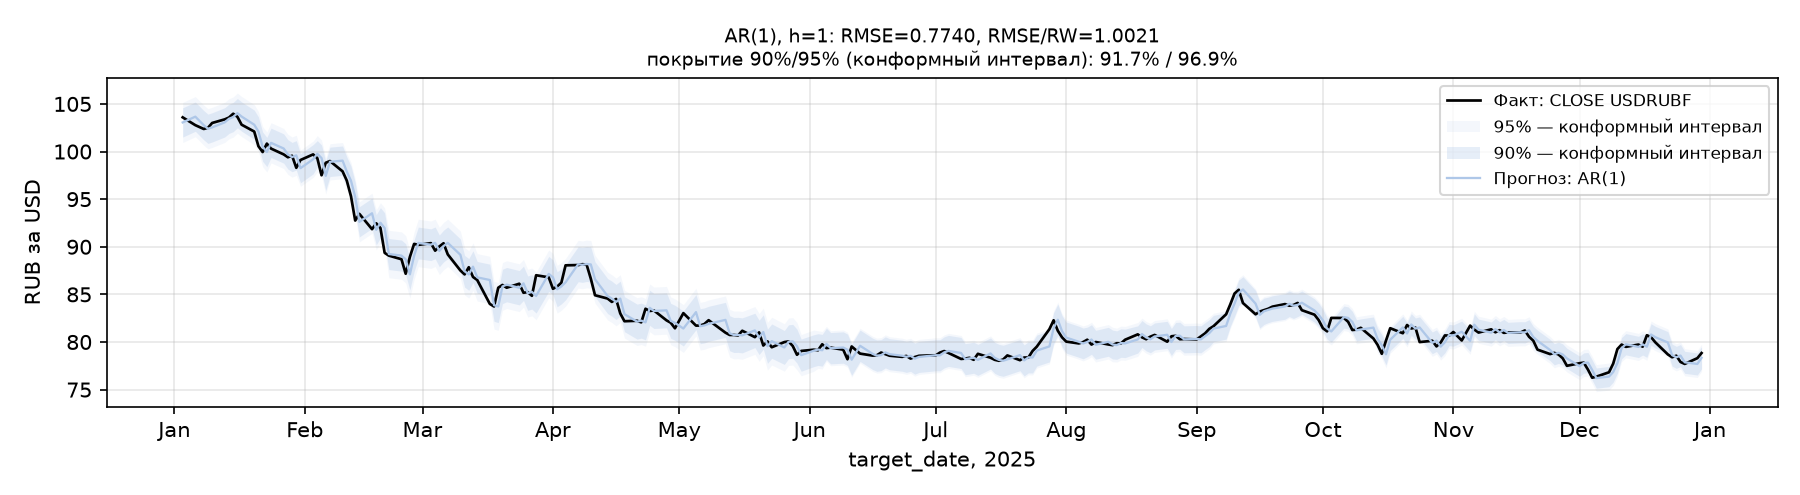 AR(1), h=1: RMSE=0.7740, RMSE/RW=1.0021
покрытие 90%/95% (конформный интервал): 91.7% / 96.9%
RUB за USD
105
100
95
90
85
80
75
Факт: CLOSE USDRUBF
95% — конформный интервал
90% — конформный интервал
Прогноз: AR(1)
Jan Feb Mar Apr May Jun Jul Aug Sep Oct Nov Dec Jan
target_date, 2025